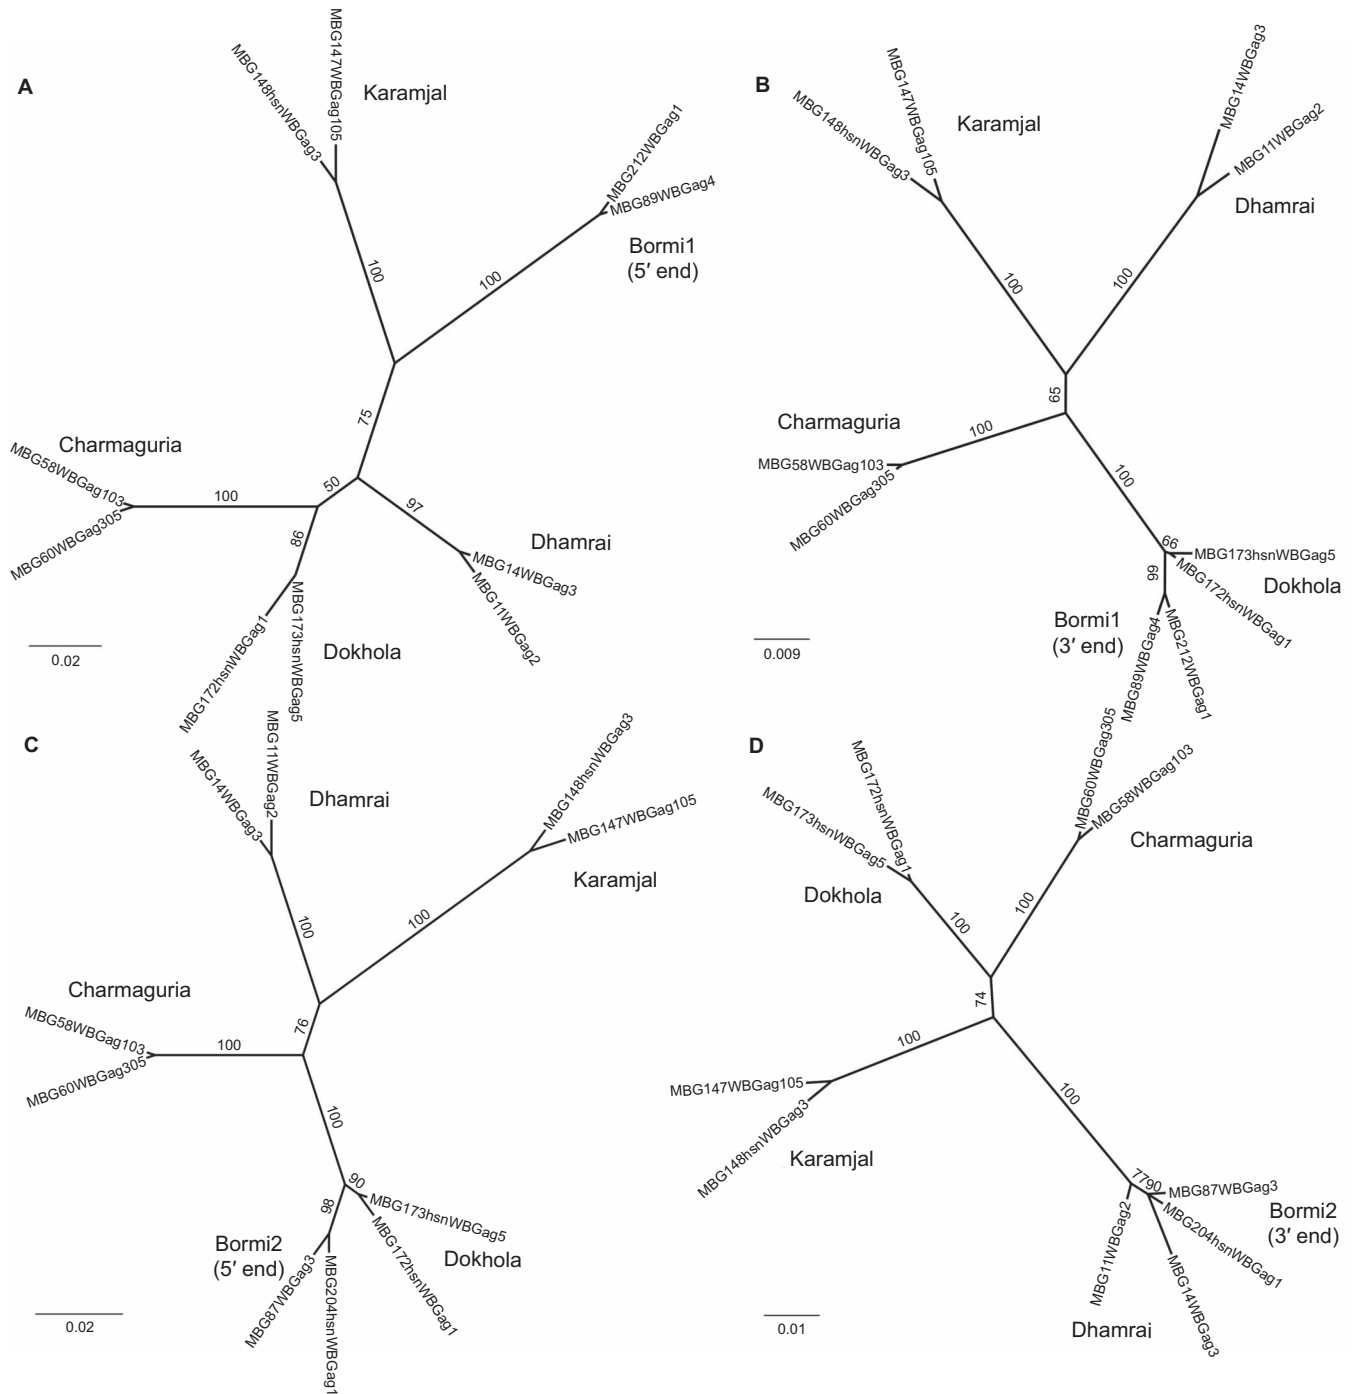 A
MBG148hsnWBGag3
MBG147WBGag105
Karamjal
MBG212WBGag1
MBG89WBGag4
Bormi1
(5′ end)
100
100
75
Charmaguria
MBG58WBGag103
MBG60WBGag305
100
50
97
86
Dhamrai
MBG14WBGag3
MBG11WBGag2
MBG172hsnWBGag1
MBG173hsnWBGag5
Dokhola
0.02
B
MBG148hsnWBGag3
MBG147WBGag105
Karamjal
MBG14WBGag3
MBG11WBGag2
Dhamrai
100
100
65
Charmaguria
MBG58WBGag103
MBG60WBGag305
100
100
66
MBG173hsnWBGag5
MBG172hsnWBGag1
Dokhola
99
Bormi1
(3′ end)
MBG89WBGag4
MBG212WBGag1
0.009
C
MBG14WBGag3
MBG11WBGag2
Dhamrai
MBG148hsnWBGag3
MBG147WBGag105
Karamjal
100
100
76
Charmaguria
MBG58WBGag103
MBG60WBGag305
100
100
90
98
MBG173hsnWBGag5
MBG172hsnWBGag1
Dokhola
Bormi2
(5′ end)
MBG87WBGag3
MBG204hsnWBGag1
0.02
D
MBG173hsnWBGag5
MBG172hsnWBGag1
Dokhola
MBG60WBGag305
MBG58WBGag103
Charmaguria
100
100
74
100
MBG147WBGag105
MBG148hsnWBGag3
Karamjal
100
7790
MBG87WBGag3
MBG204hsnWBGag1
Bormi2
(3′ end)
MBG11WBGag2
MBG14WBGag3
Dhamrai
0.01